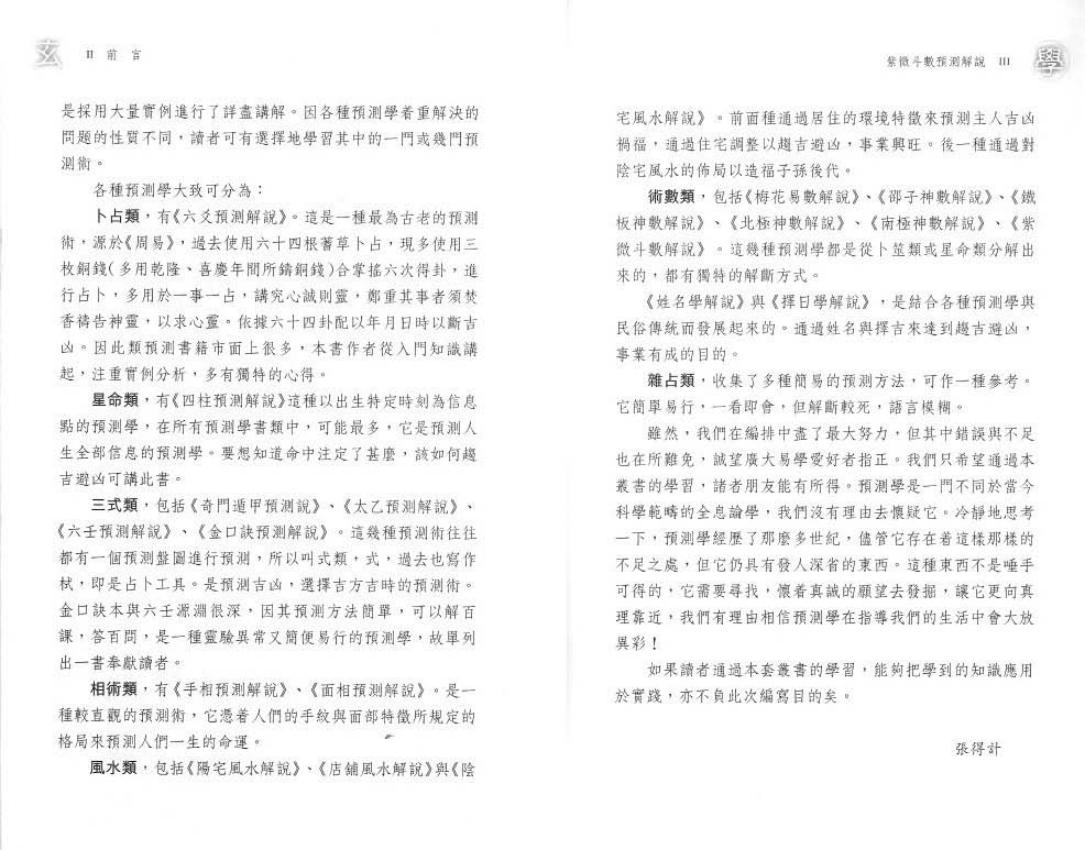 玄
II 前言
是採用大量實例進行了詳盡講解。因各種預測學着重解決的
問題的性質不同，讀者可有選擇地學習其中的一門或幾門預
測術。
各種預測學大致可分為：
卜占類，有《六爻預測解說》。這是一種最為古老的預測
術，源於《周易》，過去使用六十四根蓍草卜占，現多使用三
枚銅錢(多用乾隆、喜慶年間所鑄銅錢)合掌搖六次得卦，進
行占卜，多用於一事一占，講究心誠則靈，鄭重其事者須焚
香禱告神靈，以求心靈。依據六十四卦配以年月日時以斷吉
凶。因此類預測書籍市面上很多，本書作者從入門知識講
起，注重實例分析，多有獨特的心得。
星命類，有《四柱預測解說》這種以出生特定時刻為信息
點的預測學，在所有預測學書類中，可能最多，它是預測人
生全部信息的預測學。要想知道命中注定了甚麼，該如何趨
吉避凶可講此書。
三式類，包括《奇門遁甲預測說》、《太乙預測解說》、
《六壬預測解說》、《金口訣預測解說》。這幾種預測術往往
都有一個預測盤圖進行預測，所以叫式類，式，過去也寫作
栻，即是占卜工具。是預測吉凶，選擇吉方吉時的預測術。
金口訣本與六壬源淵很深，因其預測方法簡單，可以解百
課，答百問，是一種靈驗異常又簡便易行的預測學，故單列
出一書奉獻讀者。
相術類，有《手相預測解說》、《面相預測解說》。是一
種較直觀的預測術，它憑着人們的手紋與面部特徵所規定的
格局來預測人們一生的命運。
風水類，包括《陽宅風水解說》、《店鋪風水解說》與《陰
紫微斗數預測解說 III
學
宅風水解說》。前面種通過居住的環境特徵來預測主人吉凶
禍福，通過住宅調整以趨吉避凶，事業興旺。後一種通過對
陰宅風水的佈局以造福子孫後代。
術數類，包括《梅花易數解說》、《邵子神數解說》、《鐵
板神數解說》、《北極神數解說》、《南極神數解說》、《紫
微斗數解說》。這幾種預測學都是從卜筮類或星命類分解出
來的，都有獨特的解斷方式。
《姓名學解說》與《擇日學解說》，是結合各種預測學與
民俗傳統而發展起來的。通過姓名與擇吉來達到趨吉避凶，
事業有成的目的。
雜占類，收集了多種簡易的預測方法，可作一種參考。
它簡單易行，一看即會，但解斷較死，語言模糊。
雖然，我們在編排中盡了最大努力，但其中錯誤與不足
也在所難免，誠望廣大易學愛好者指正。我們只希望通過本
叢書的學習，諸者朋友能有所得。預測學是一門不同於當今
科學範疇的全息論學，我們沒有理由去懷疑它。冷靜地思考
一下，預測學經歷了那麼多世紀，儘管它存在着這樣那樣的
不足之處，但它仍具有發人深省的東西。這種東西不是唾手
可得的，它需要尋找，懷着真誠的願望去發掘，讓它更向真
理靠近，我們有理由相信預測學在指導我們的生活中會大放
異彩！
如果讀者通過本套叢書的學習，能夠把學到的知識應用
於實踐，亦不負此次編寫目的矣。
張得計